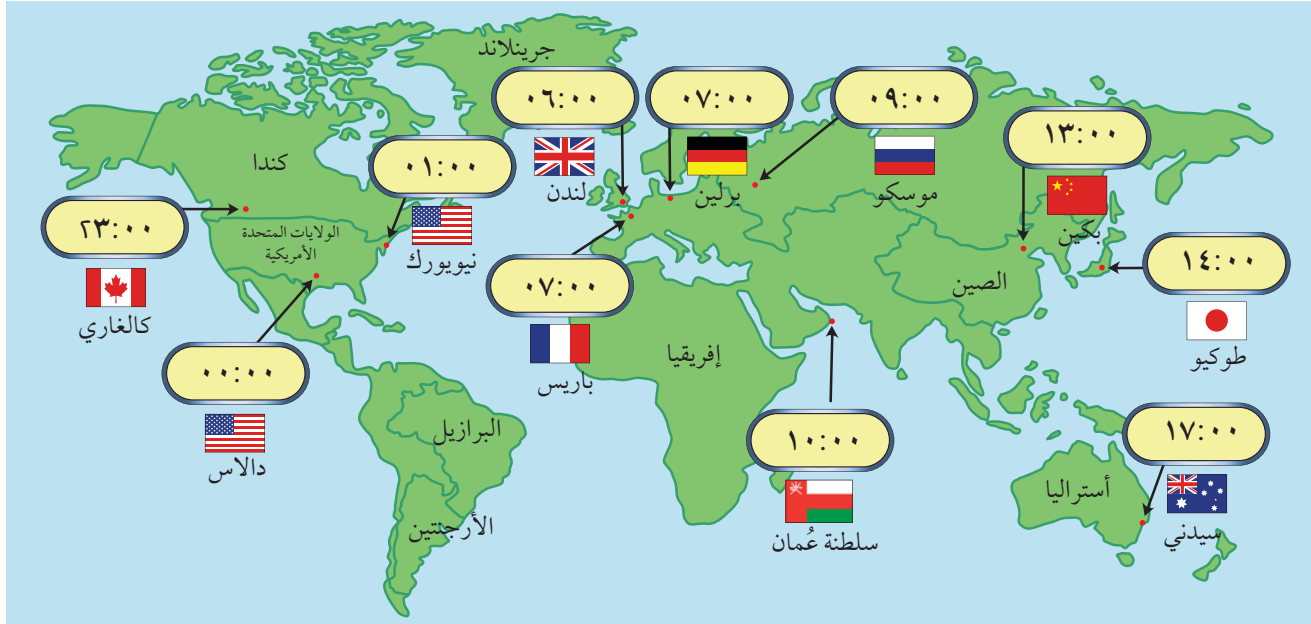 جرينلاند
٠٦:٠٠
لندن
٠٧:٠٠
برلين
٠٩:٠٠
موسكو
١٣:٠٠
بكين
كندا
٠١:٠٠
نيويورك
٢٣:٠٠
كالغاري
الولايات المتحدة
الأمريكية
٠٧:٠٠
باريس
الصين
١٤:٠٠
طوكيو
٠٠:٠٠
دالاس
إفريقيا
البرازيل
١٠:٠٠
سلطنة عُمان
١٧:٠٠
سيدني
أستراليا
الأرجنتين